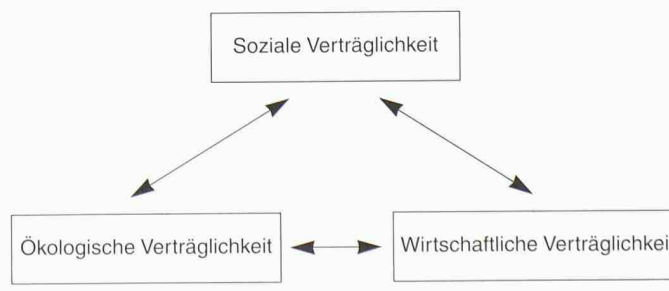 Soziale Verträglichkeit
Ökologische Verträglichkeit
Wirtschaftliche Verträglichkei